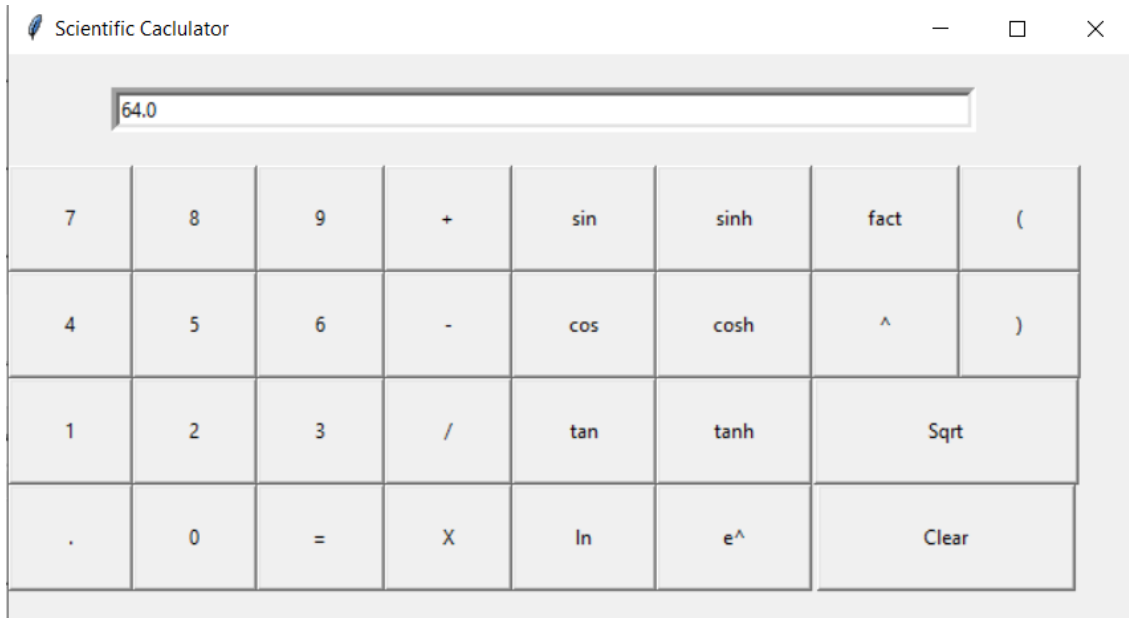 Scientific Caclulator
64.0
7 8 9 + sin sinh fact (
4 5 6 - cos cosh ^ )
1 2 3 / tan tanh Sqrt
. 0 = X ln e^ Clear